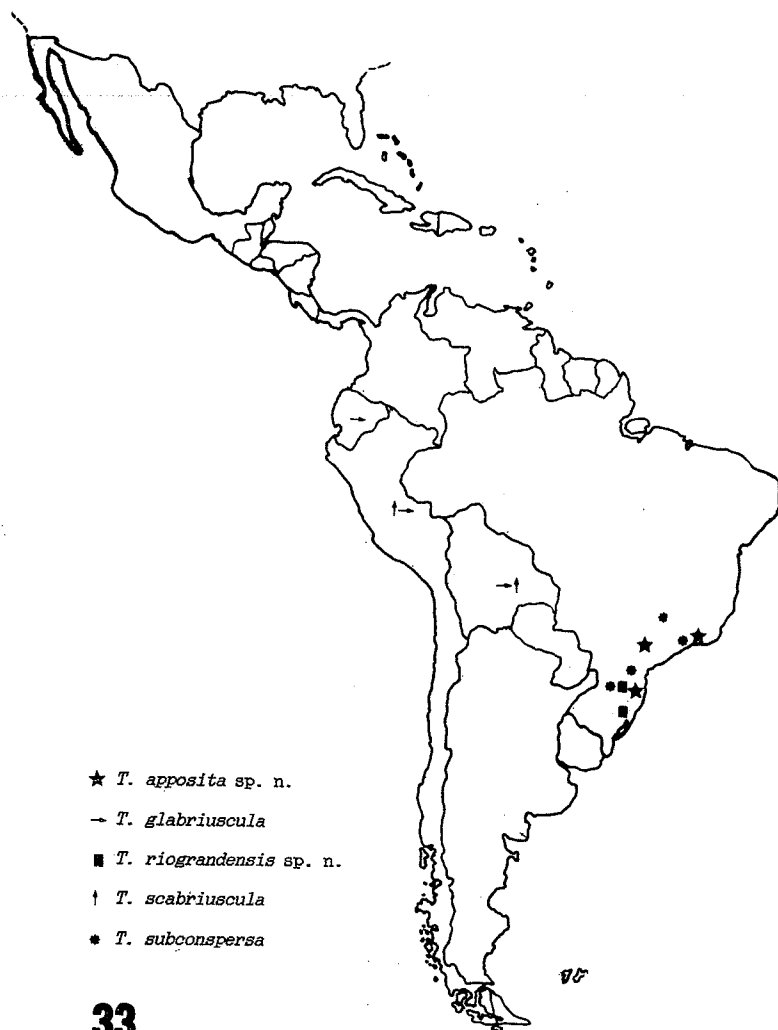 T. apposita sp. n.
T. glabriuscula
T. riograndensis sp. n.
T. scabriuscula
T. subconspersa
33